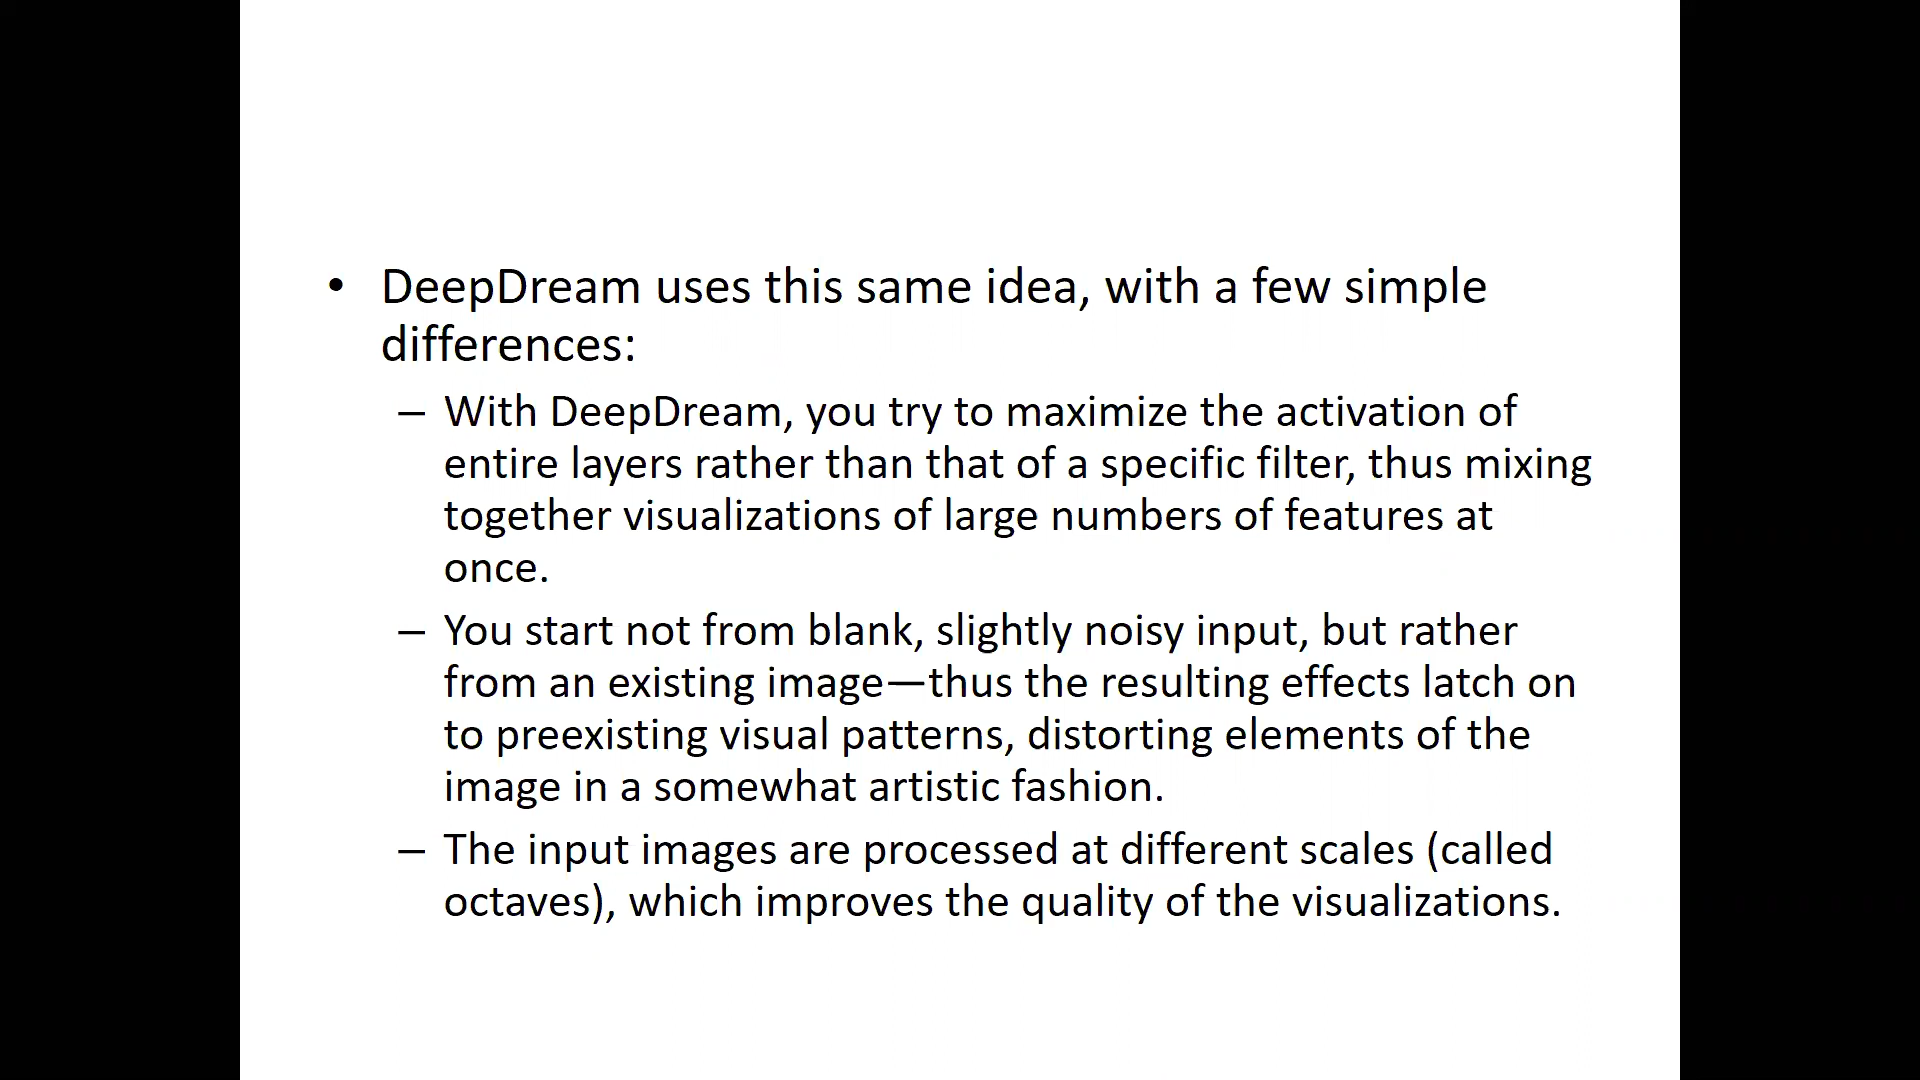 • DeepDream uses this same idea, with a few simple
differences:
– With DeepDream, you try to maximize the activation of
entire layers rather than that of a specific filter, thus mixing
together visualizations of large numbers of features at
once.
– You start not from blank, slightly noisy input, but rather
from an existing image—thus the resulting effects latch on
to preexisting visual patterns, distorting elements of the
image in a somewhat artistic fashion.
– The input images are processed at different scales (called
octaves), which improves the quality of the visualizations.